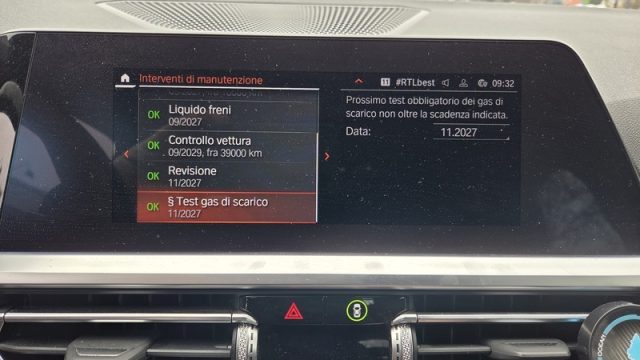 Interventi di manutenzione
11 #RTLbest 09:32
OK Liquido freni
09/2027
OK Controllo vettura
09/2029, fra 39000 km
OK Revisione
11/2027
OK § Test gas di scarico
11/2027
Prossimo test obbligatorio dei gas di
scarico non oltre la scadenza indicata.
Data: 11.2027